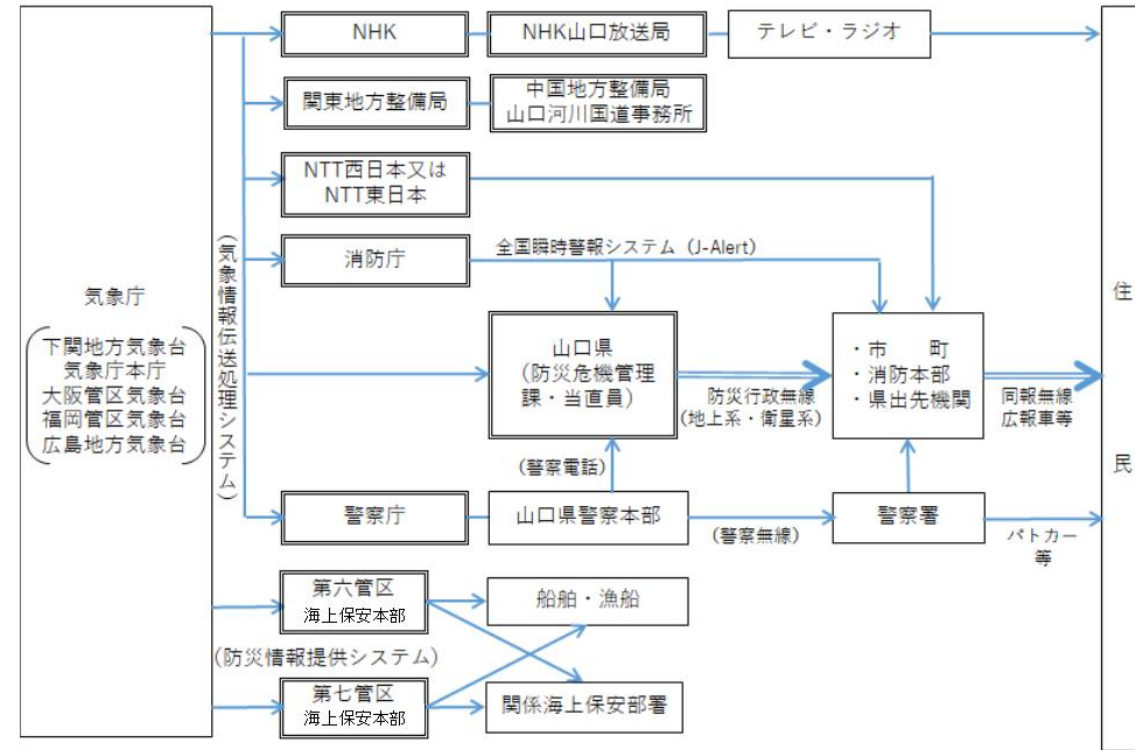 NHK
NHK山口放送局
テレビ・ラジオ
関東地方整備局
中国地方整備局
山口河川国道事務所
NTT西日本又は
NTT東日本
消防庁
全国瞬時警報システム（J-Alert）
気象庁
下関地方気象台
気象庁本庁
大阪管区気象台
福岡管区気象台
広島地方気象台
(気象情報伝送処理システム)
山口県
（防災危機管理
課・当直員）
防災行政無線
(地上系・衛星系)
・市　　町
・消防本部
・県出先機関
同報無線
広報車等
住
民
(警察電話)
警察庁
山口県警察本部
(警察無線)
警察署
パトカー
等
第六管区
海上保安本部
船舶・漁船
(防災情報提供システム)
第七管区
海上保安本部
関係海上保安部署